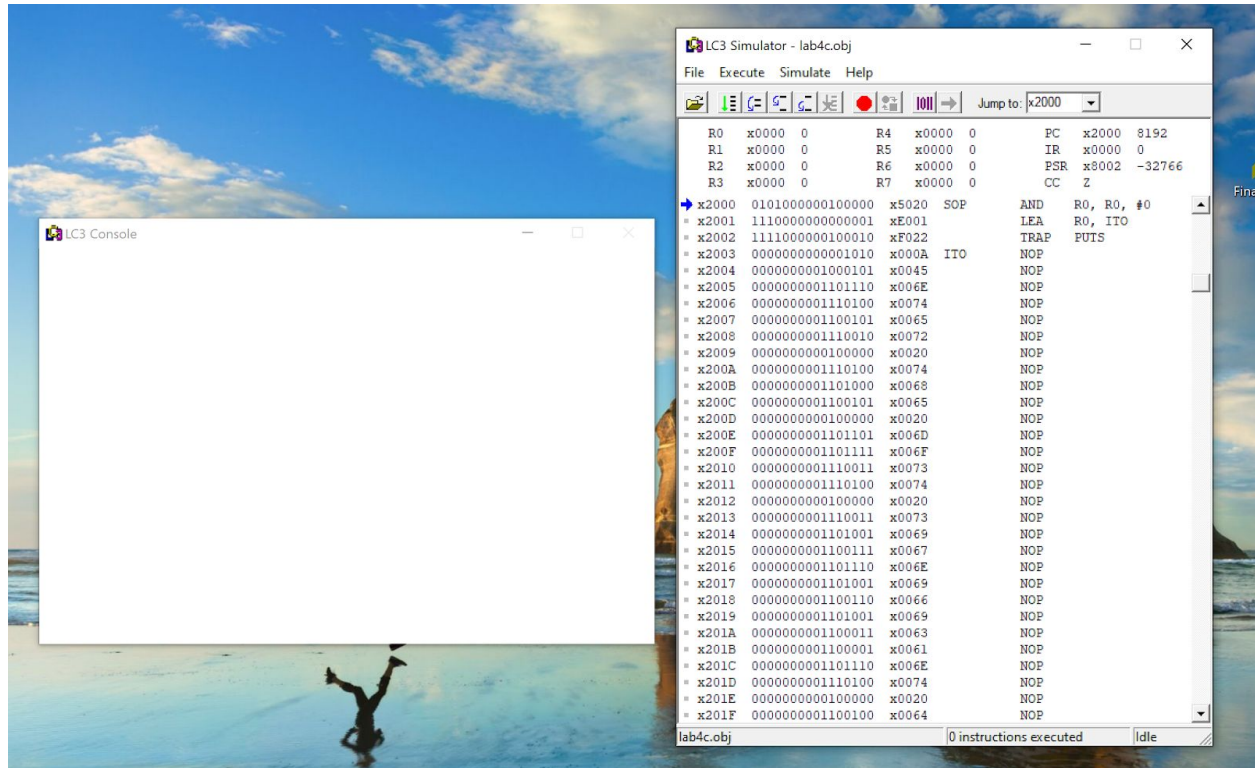 LC3 Simulator - lab4c.obj
File Execute Simulate Help
Jump to: x2000
R0 x0000 0 R4 x0000 0 PC x2000 8192
R1 x0000 0 R5 x0000 0 IR x0000 0
R2 x0000 0 R6 x0000 0 PSR x8002 -32766
R3 x0000 0 R7 x0000 0 CC Z
Fina
x2000 0101000000100000 x5020 SOP AND R0, R0, #0
x2001 1110000000000001 xE001 LEA R0, ITO
x2002 1111000000100010 xF022 TRAP PUTS
x2003 0000000000001010 x000A ITO NOP
x2004 0000000001000101 x0045 NOP
x2005 0000000001101110 x006E NOP
x2006 0000000001110100 x0074 NOP
x2007 0000000001100101 x0065 NOP
x2008 0000000001110010 x0072 NOP
x2009 0000000000100000 x0020 NOP
x200A 0000000001110100 x0074 NOP
x200B 0000000001101000 x0068 NOP
x200C 0000000001100101 x0065 NOP
x200D 0000000000100000 x0020 NOP
x200E 0000000001101101 x006D NOP
x200F 0000000001101111 x006F NOP
x2010 0000000001110011 x0073 NOP
x2011 0000000001110100 x0074 NOP
x2012 0000000000100000 x0020 NOP
x2013 0000000001110011 x0073 NOP
x2014 0000000001101001 x0069 NOP
x2015 0000000001100111 x0067 NOP
x2016 0000000001101110 x006E NOP
x2017 0000000001101001 x0069 NOP
x2018 0000000001100110 x0066 NOP
x2019 0000000001101001 x0069 NOP
x201A 0000000001100011 x0063 NOP
x201B 0000000001100001 x0061 NOP
x201C 0000000001101110 x006E NOP
x201D 0000000001110100 x0074 NOP
x201E 0000000000100000 x0020 NOP
x201F 0000000001100100 x0064 NOP
lab4c.obj 0 instructions executed Idle
LC3 Console